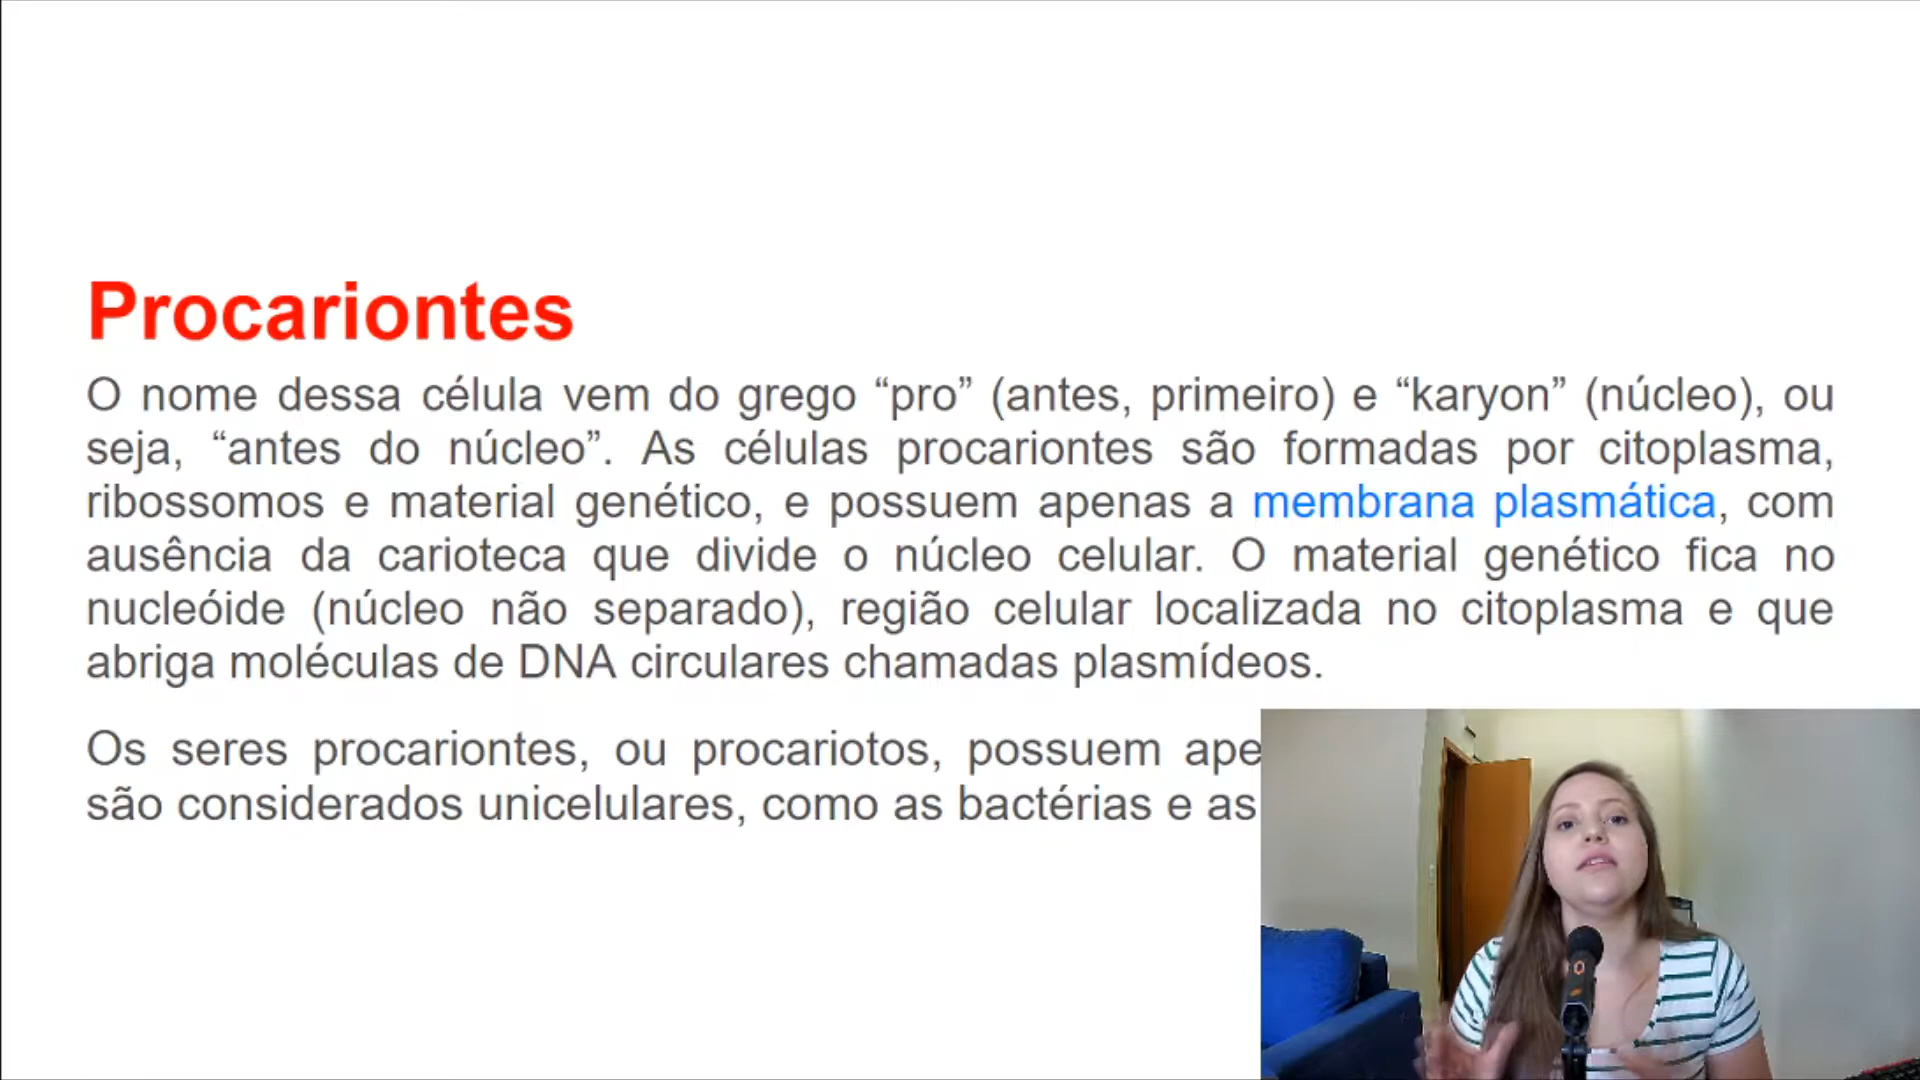 Procariontes
O nome dessa célula vem do grego “pro” (antes, primeiro) e “karyon” (núcleo), ou
seja, “antes do núcleo”. As células procariontes são formadas por citoplasma,
ribossomos e material genético, e possuem apenas a membrana plasmática, com
ausência da carioteca que divide o núcleo celular. O material genético fica no
nucleóide (núcleo não separado), região celular localizada no citoplasma e que
abriga moléculas de DNA circulares chamadas plasmídeos.
Os seres procariontes, ou procariotos, possuem
são considerados unicelulares, como as bactérias e as